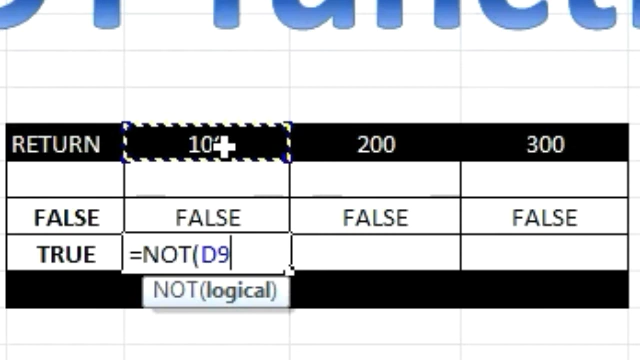 RETURN 200 300
FALSE FALSE FALSE FALSE
TRUE =NOT(D9
NOT(logical)